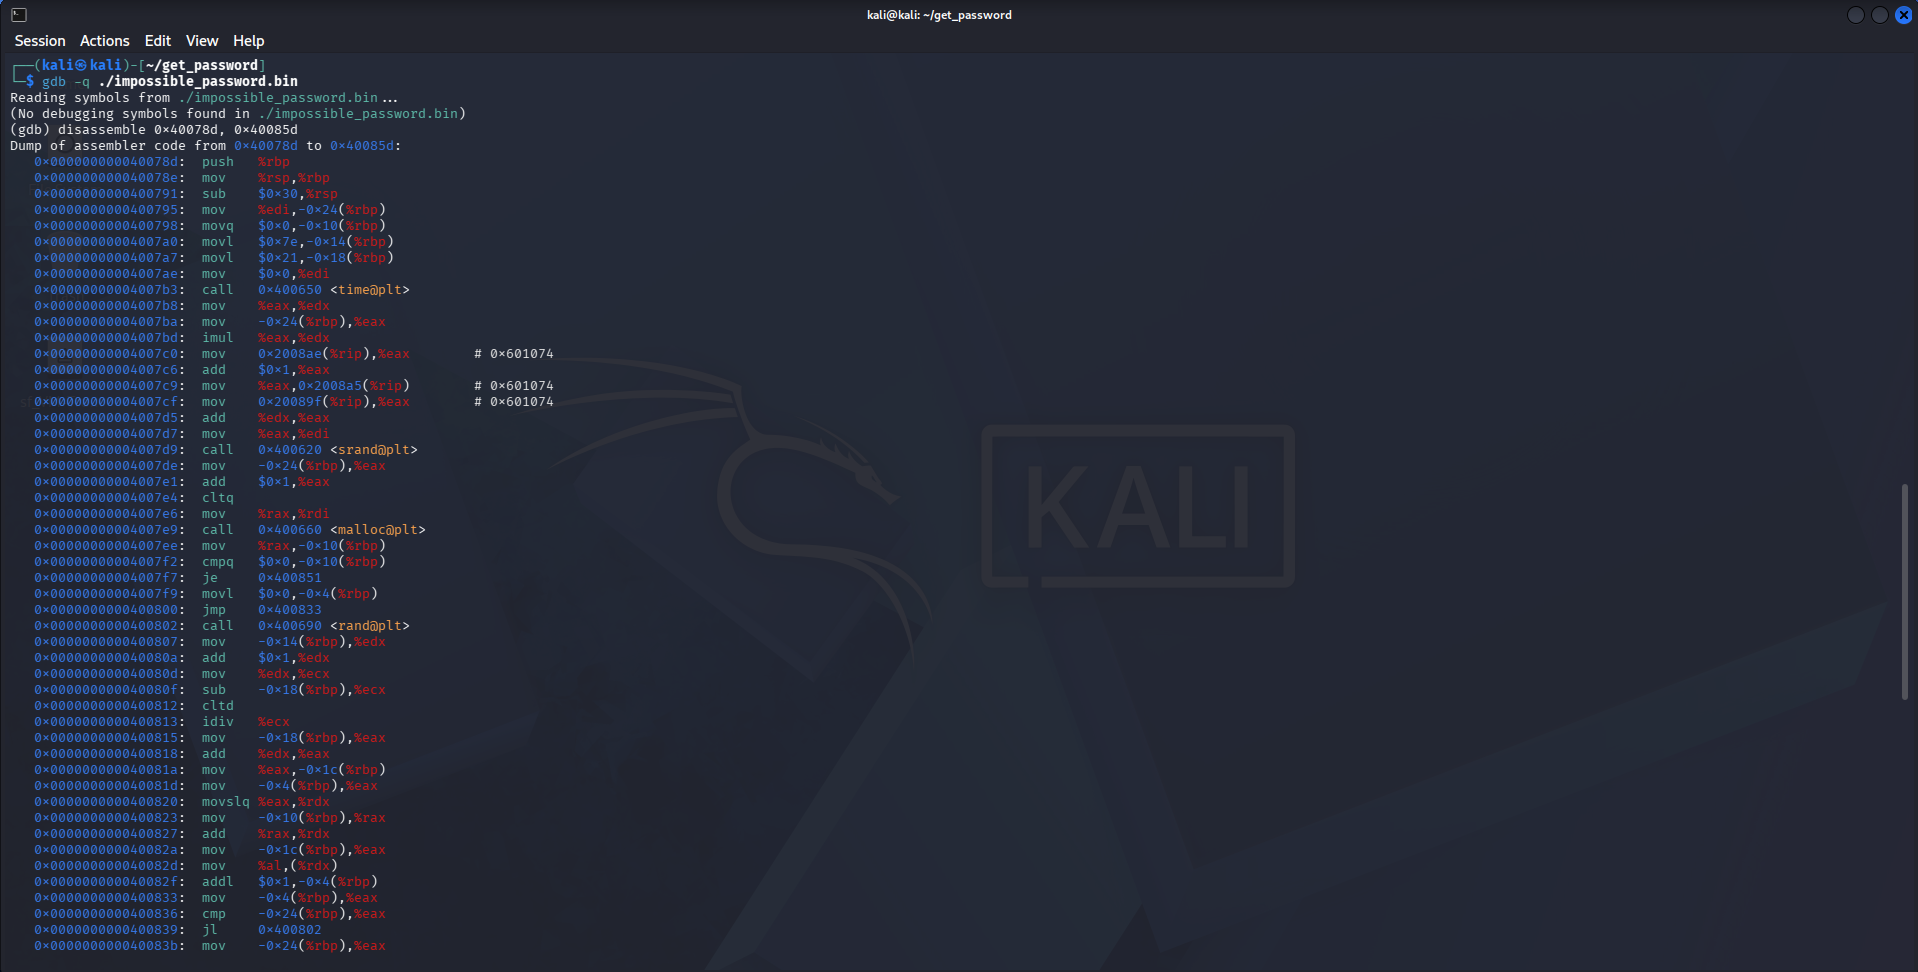 kali@kali: ~/get_password
Session Actions Edit View Help
┌──(kali㉿kali)-[~/get_password]
└─$ gdb -q ./impossible_password.bin
Reading symbols from ./impossible_password.bin...
(No debugging symbols found in ./impossible_password.bin)
(gdb) disassemble 0x40078d, 0x40085d
Dump of assembler code from 0x40078d to 0x40085d:
0x000000000040078d: push %rbp
0x000000000040078e: mov %rsp,%rbp
0x0000000000400791: sub $0x30,%rsp
0x0000000000400795: mov %edi,-0x24(%rbp)
0x0000000000400798: movq $0x0,-0x10(%rbp)
0x00000000004007a0: movl $0x7e,-0x14(%rbp)
0x00000000004007a7: movl $0x21,-0x18(%rbp)
0x00000000004007ae: mov $0x0,%edi
0x00000000004007b3: call 0x400650 <time@plt>
0x00000000004007b8: mov %eax,%edx
0x00000000004007ba: mov -0x24(%rbp),%eax
0x00000000004007bd: imul %eax,%edx
0x00000000004007c0: mov 0x2008ae(%rip),%eax # 0x601074
0x00000000004007c6: add $0x1,%eax
0x00000000004007c9: mov %eax,0x2008a5(%rip) # 0x601074
0x00000000004007cf: mov 0x20089f(%rip),%eax # 0x601074
0x00000000004007d5: add %edx,%eax
0x00000000004007d7: mov %eax,%edi
0x00000000004007d9: call 0x400620 <srand@plt>
0x00000000004007de: mov -0x24(%rbp),%eax
0x00000000004007e1: add $0x1,%eax
0x00000000004007e4: cltq
0x00000000004007e6: mov %rax,%rdi
0x00000000004007e9: call 0x400660 <malloc@plt>
0x00000000004007ee: mov %rax,-0x10(%rbp)
0x00000000004007f2: cmpq $0x0,-0x10(%rbp)
0x00000000004007f7: je 0x400851
0x00000000004007f9: movl $0x0,-0x4(%rbp)
0x0000000000400800: jmp 0x400833
0x0000000000400802: call 0x400690 <rand@plt>
0x0000000000400807: mov -0x14(%rbp),%edx
0x000000000040080a: add $0x1,%edx
0x000000000040080d: mov %edx,%ecx
0x000000000040080f: sub -0x18(%rbp),%ecx
0x0000000000400812: cltd
0x0000000000400813: idiv %ecx
0x0000000000400815: mov -0x18(%rbp),%eax
0x0000000000400818: add %edx,%eax
0x000000000040081a: mov %eax,-0x1c(%rbp)
0x000000000040081d: mov -0x4(%rbp),%eax
0x0000000000400820: movslq %eax,%rdx
0x0000000000400823: mov -0x10(%rbp),%rax
0x0000000000400827: add %rax,%rdx
0x000000000040082a: mov -0x1c(%rbp),%eax
0x000000000040082d: mov %al,(%rdx)
0x000000000040082f: addl $0x1,-0x4(%rbp)
0x0000000000400833: mov -0x4(%rbp),%eax
0x0000000000400836: cmp -0x24(%rbp),%eax
0x0000000000400839: jl 0x400802
0x000000000040083b: mov -0x24(%rbp),%eax
KALI